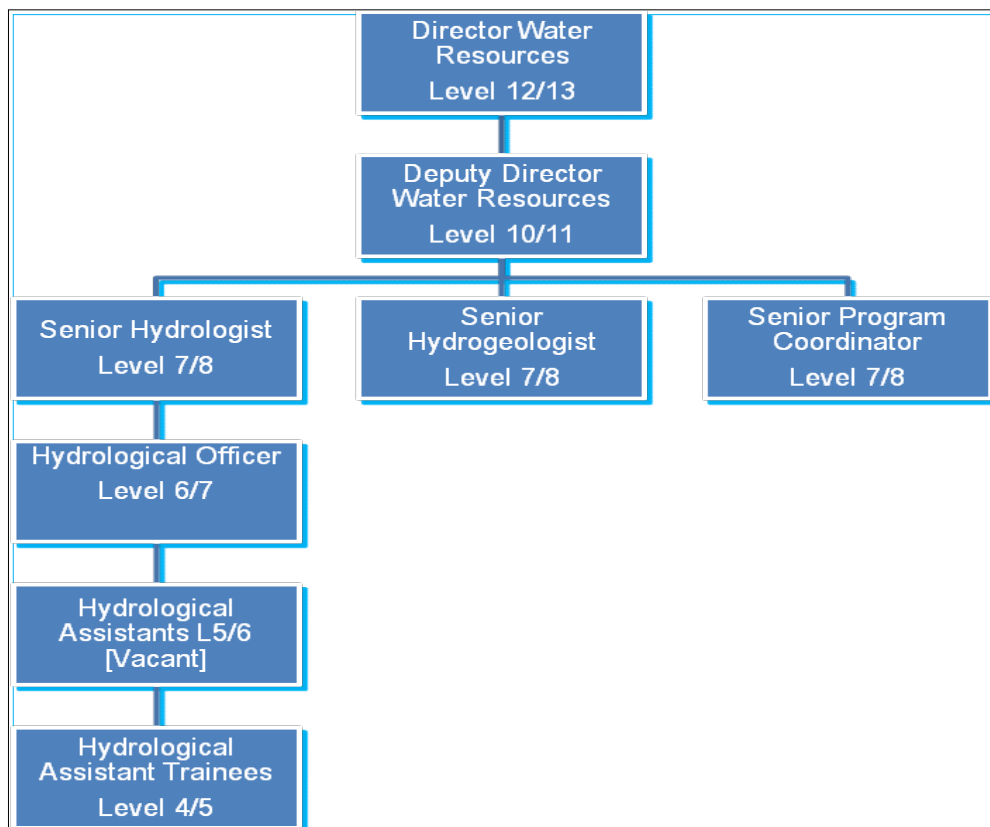 Director Water
Resources
Level 12/13
Deputy Director
Water Resources
Level 10/11
Senior Hydrologist
Level 7/8
Senior
Hydrogeologist
Level 7/8
Senior Program
Coordinator
Level 7/8
Hydrological Officer
Level 6/7
Hydrological
Assistants L5/6
[Vacant]
Hydrological
Assistant Trainees
Level 4/5